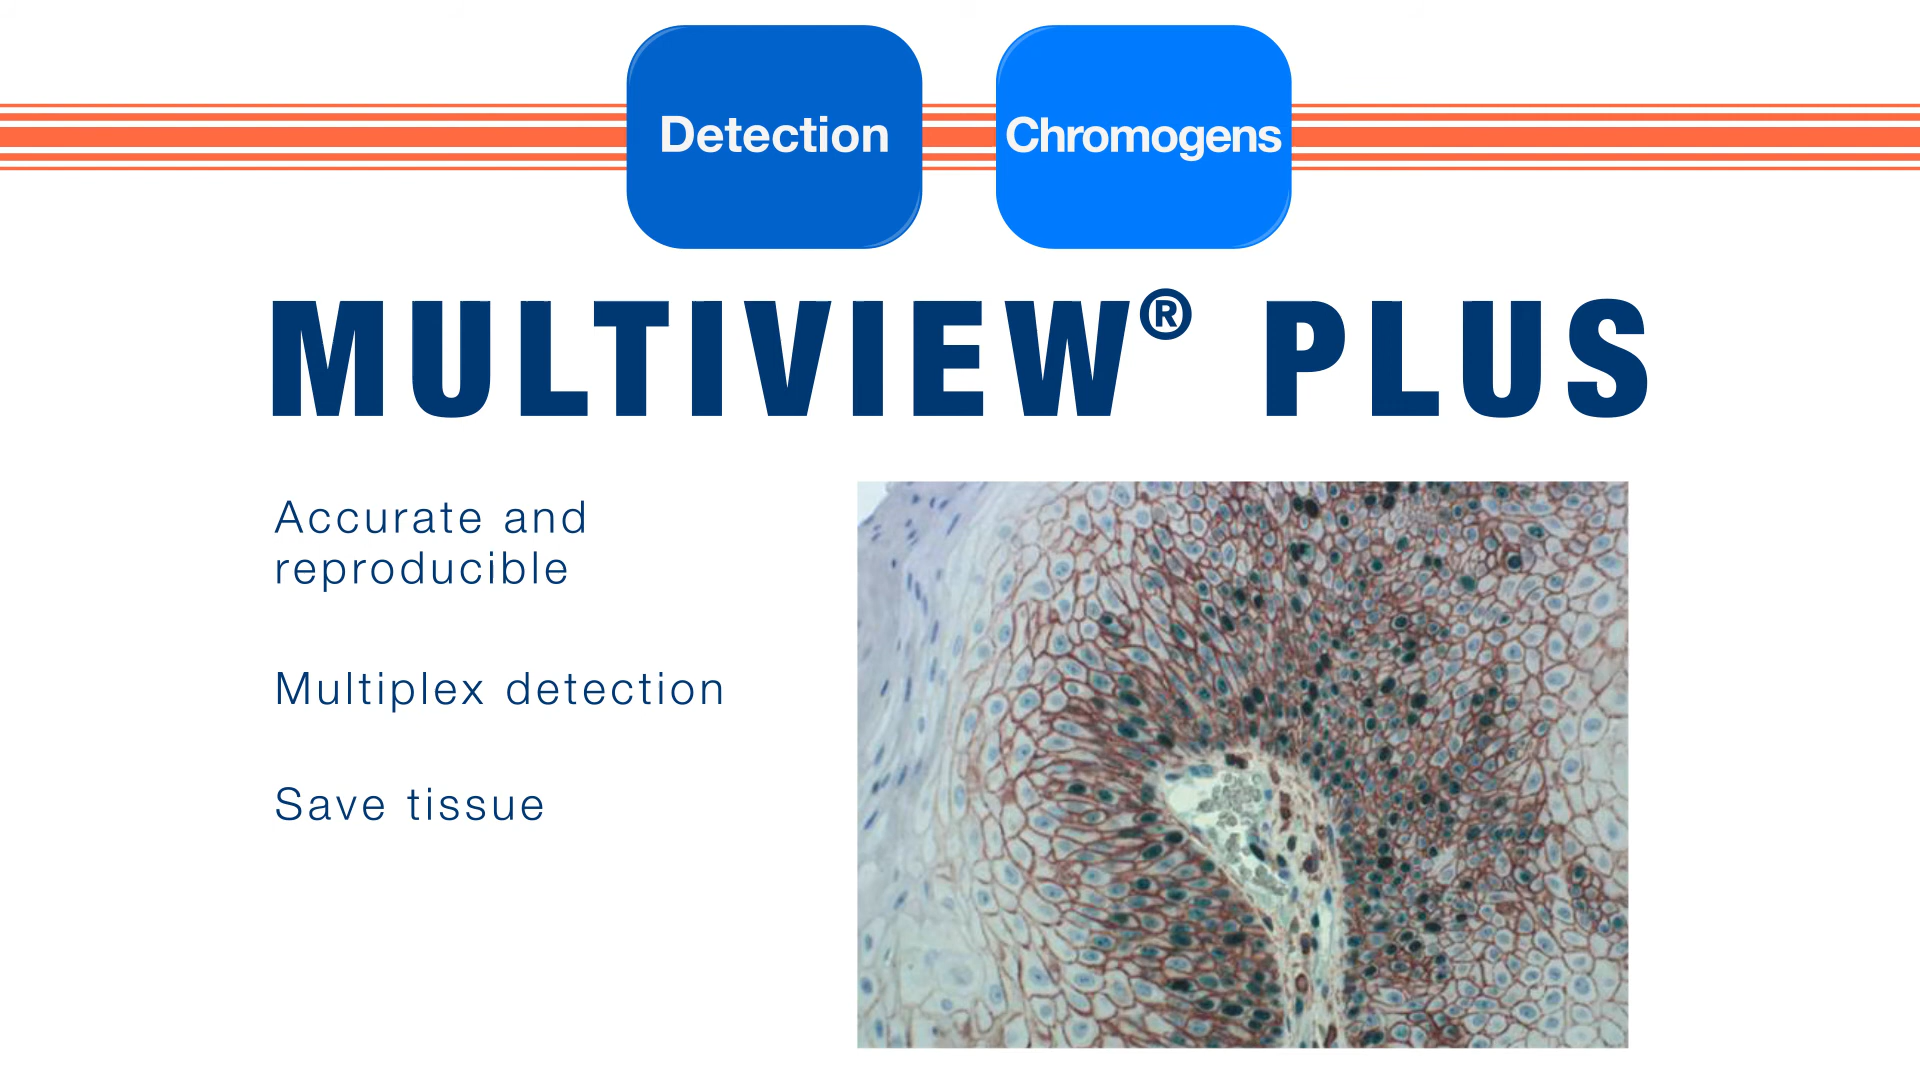 Detection
Chromogens
MULTIVIEW® PLUS
Accurate and
reproducible
Multiplex detection
Save tissue